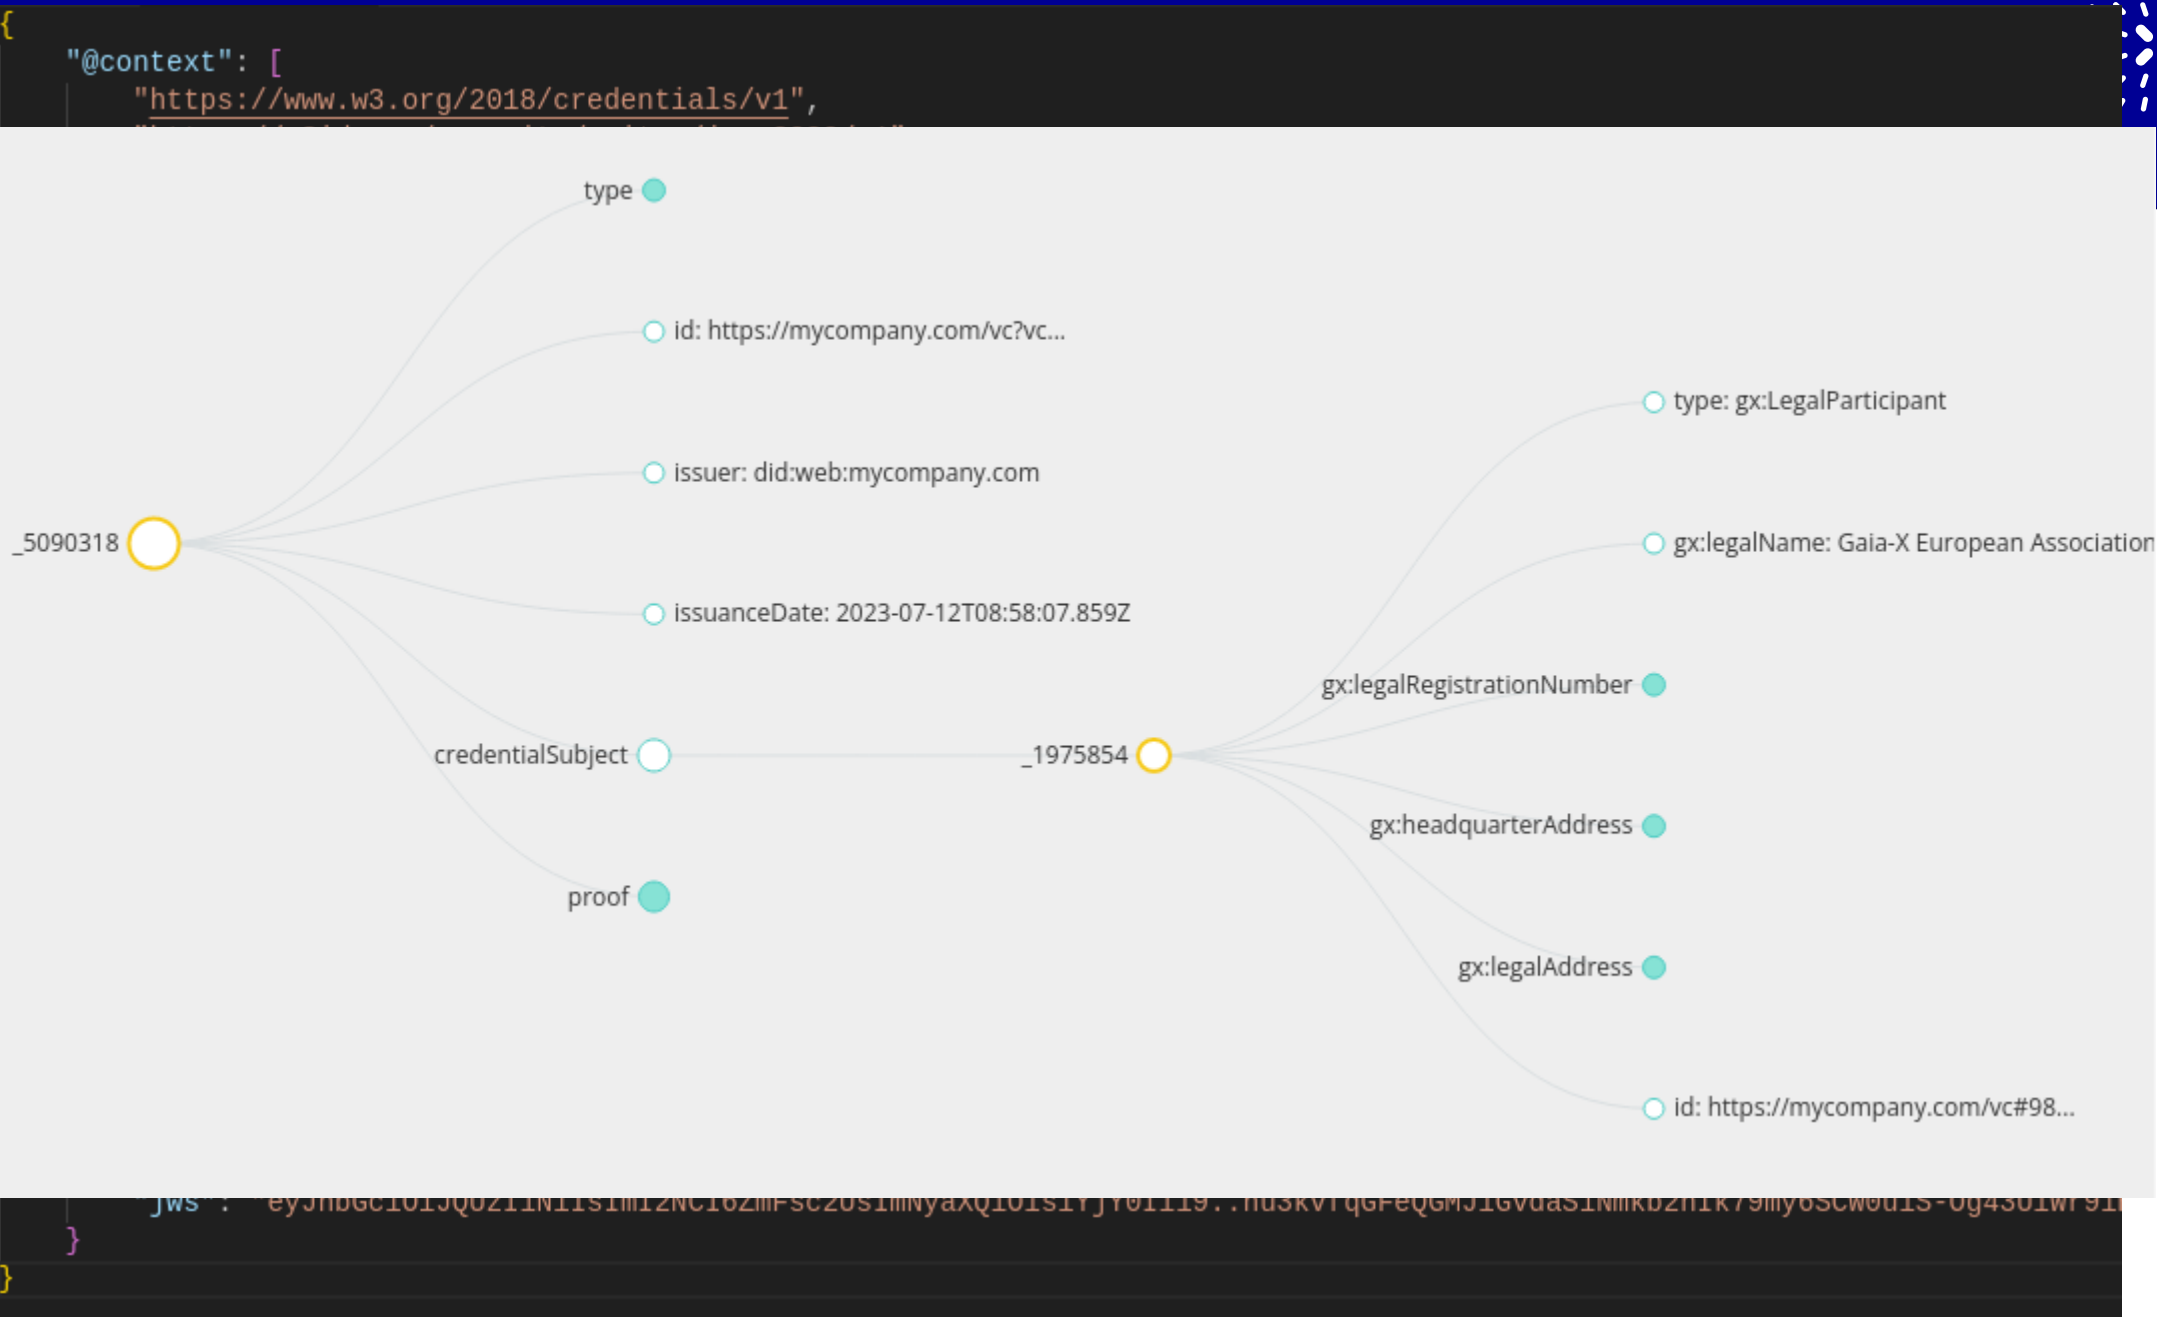 {
"@context": [
"https://www.w3.org/2018/credentials/v1",
type
id: https://mycompany.com/vc?vc...
type: gx:LegalParticipant
issuer: did:web:mycompany.com
_5090318
gx:legalName: Gaia-X European Association
issuanceDate: 2023-07-12T08:58:07.859Z
gx:legalRegistrationNumber
credentialSubject
_1975854
gx:headquarterAddress
proof
gx:legalAddress
id: https://mycompany.com/vc#98...
"jws":
}
}